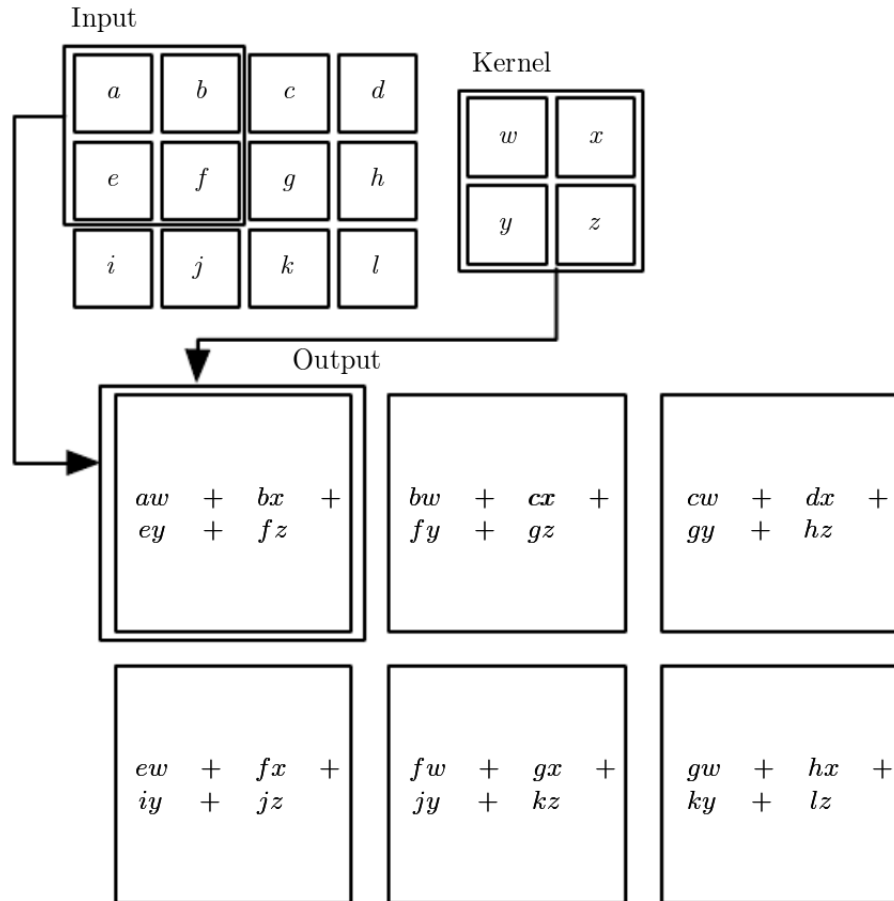 Input
a b c d
e f g h
i j k l
Kernel
w x
y z
Output
aw + bx +
ey + fz
bw + cx +
fy + gz
cw + dx +
gy + hz
ew + fx +
iy + jz
fw + gx +
jy + kz
gw + hx +
ky + lz